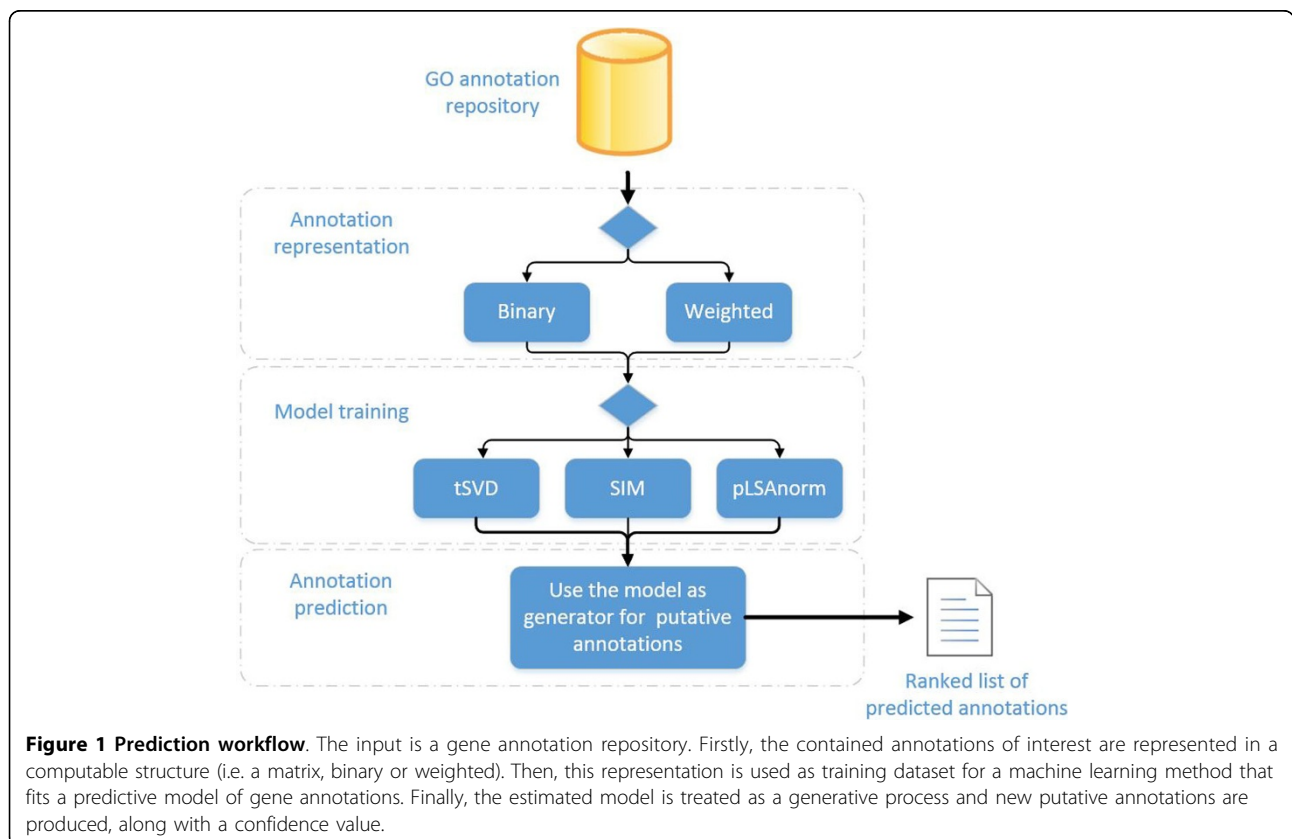 GO annotation
repository
Annotation
representation
Binary
Weighted
Model training
tSVD
SIM
pLSAnorm
Annotation
prediction
Use the model as
generator for putative
annotations
Ranked list of
predicted annotations
Figure 1 Prediction workflow. The input is a gene annotation repository. Firstly, the contained annotations of interest are represented in a
computable structure (i.e. a matrix, binary or weighted). Then, this representation is used as training dataset for a machine learning method that
fits a predictive model of gene annotations. Finally, the estimated model is treated as a generative process and new putative annotations are
produced, along with a confidence value.